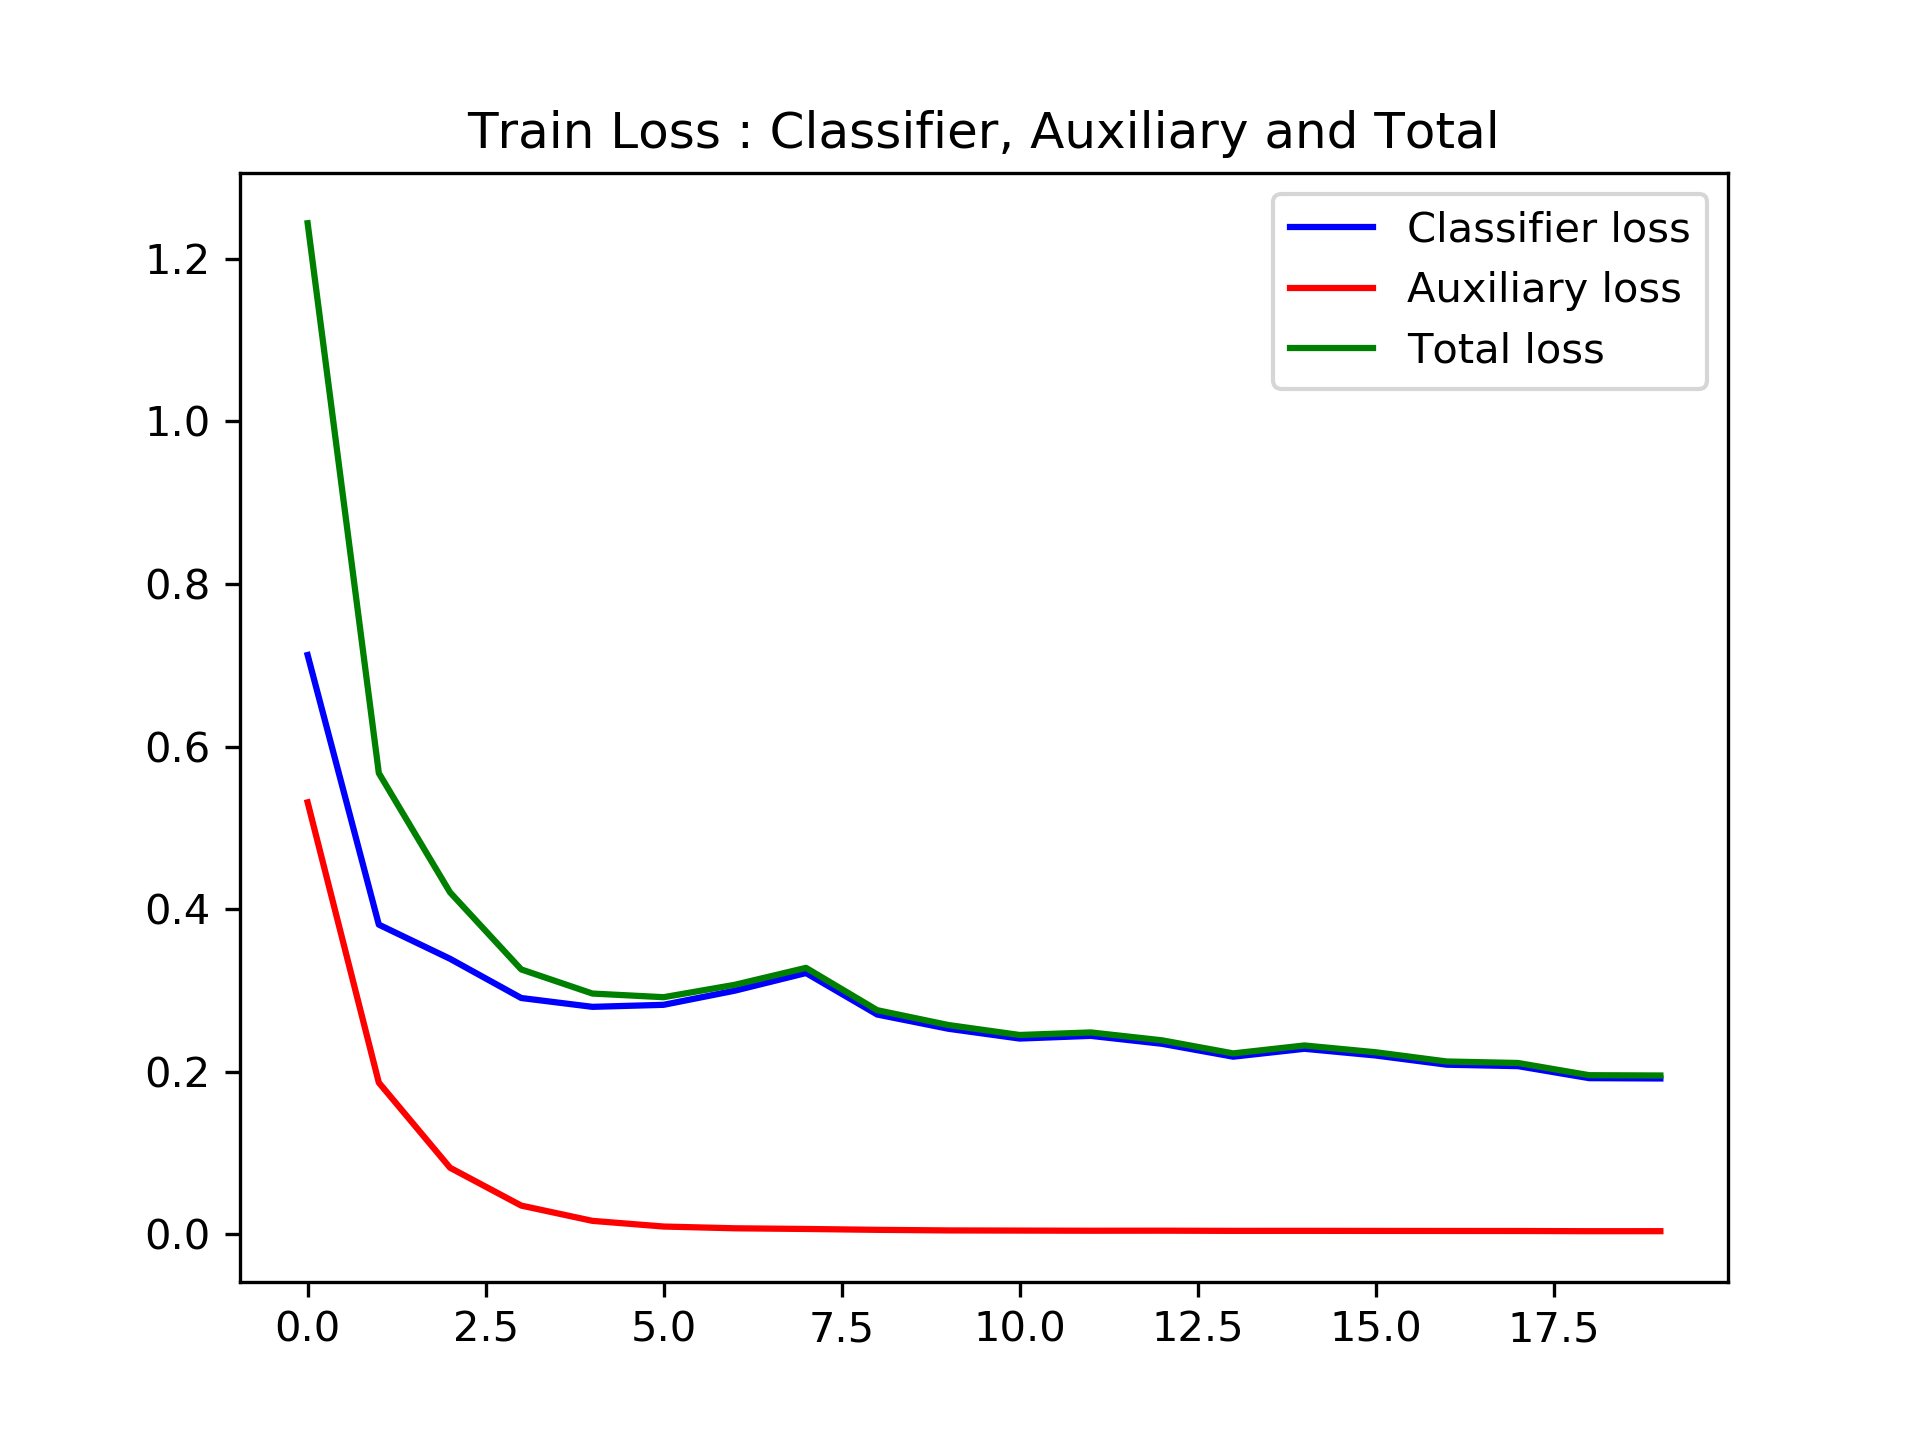 Train Loss : Classifier, Auxiliary and Total
Classifier loss
Auxiliary loss
Total loss
1.2
1.0
0.8
0.6
0.4
0.2
0.0
0.0 2.5 5.0 7.5 10.0 12.5 15.0 17.5